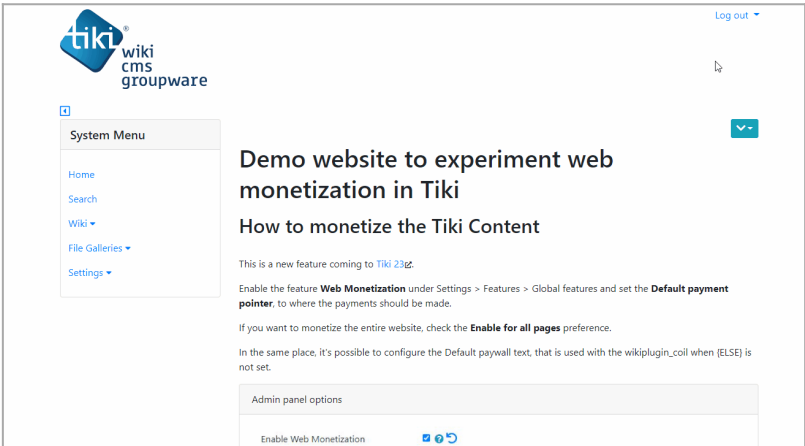 Log out
tiki
wiki
cms
groupware
System Menu
Home
Search
Wiki
File Galleries
Settings
Demo website to experiment web
monetization in Tiki
How to monetize the Tiki Content
This is a new feature coming to Tiki 23.
Enable the feature Web Monetization under Settings > Features > Global features and set the Default payment
pointer, to where the payments should be made.
If you want to monetize the entire website, check the Enable for all pages preference.
In the same place, it's possible to configure the Default paywall text, that is used with the wikiplugin_coil when {ELSE} is
not set.
Admin panel options
Enable Web Monetization